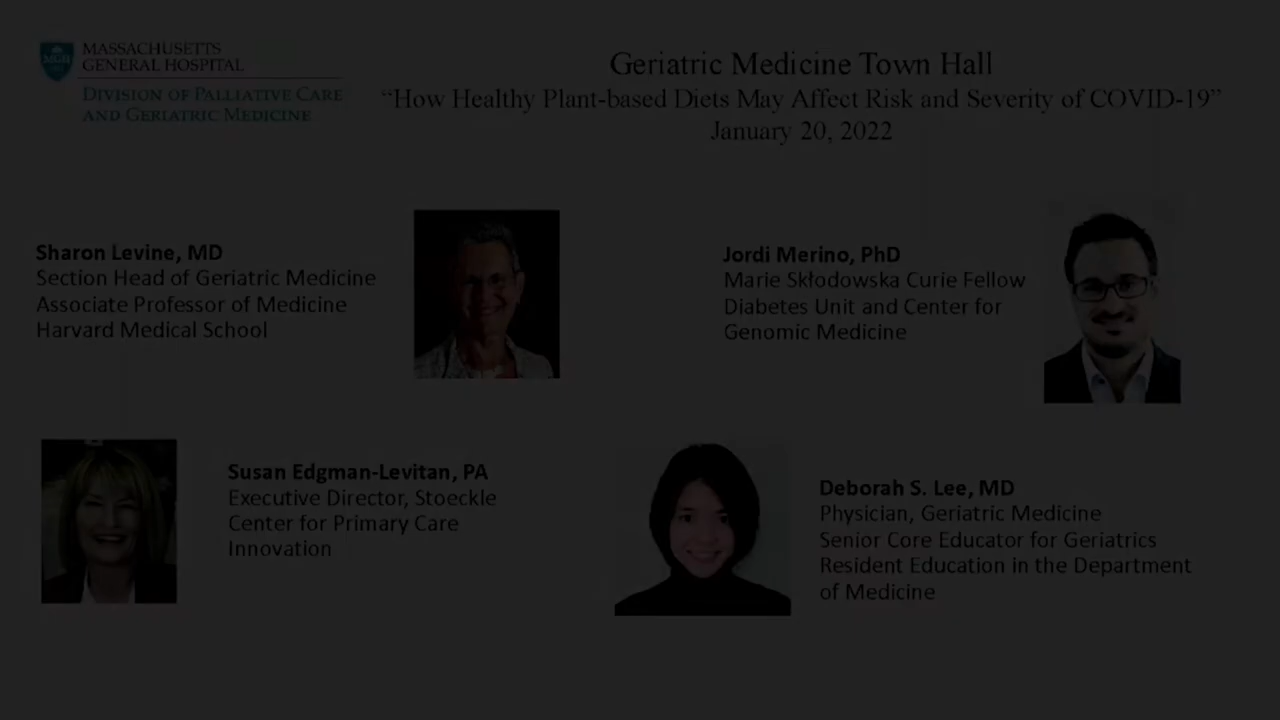 MASSACHUSETTS
GENERAL HOSPITAL
DIVISION OF PALLIATIVE CARE
AND GERIATRIC MEDICINE
Geriatric Medicine Town Hall
“How Healthy Plant-based Diets May Affect Risk and Severity of COVID-19”
January 20, 2022
Sharon Levine, MD
Section Head of Geriatric Medicine
Associate Professor of Medicine
Harvard Medical School
Jordi Merino, PhD
Marie Skłodowska Curie Fellow
Diabetes Unit and Center for
Genomic Medicine
Susan Edgman-Levitan, PA
Executive Director, Stoeckle
Center for Primary Care
Innovation
Deborah S. Lee, MD
Physician, Geriatric Medicine
Senior Core Educator for Geriatrics
Resident Education in the Department
of Medicine